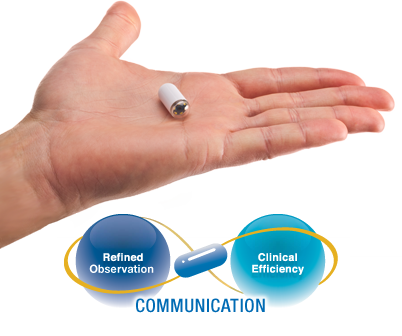 Refined
Observation
Clinical
Efficiency
COMMUNICATION